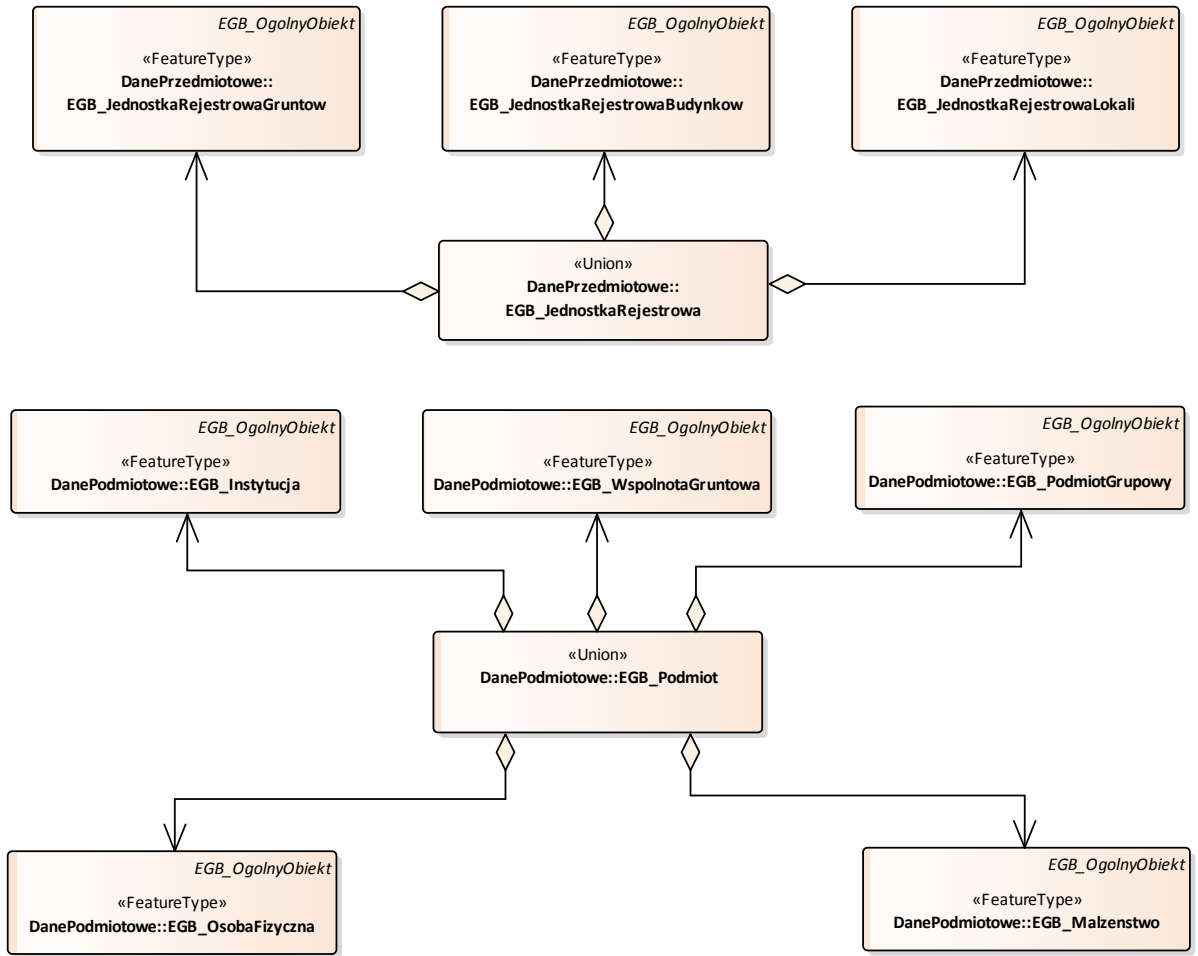 EGB_OgolnyObiekt
«FeatureType»
DanePrzedmiotowe::
EGB_JednostkaRejestrowaGruntow
EGB_OgolnyObiekt
«FeatureType»
DanePrzedmiotowe::
EGB_JednostkaRejestrowaBudynkow
EGB_OgolnyObiekt
«FeatureType»
DanePrzedmiotowe::
EGB_JednostkaRejestrowaLokali
«Union»
DanePrzedmiotowe::
EGB_JednostkaRejestrowa
EGB_OgolnyObiekt
«FeatureType»
DanePodmiotowe::EGB_Instytucja
EGB_OgolnyObiekt
«FeatureType»
DanePodmiotowe::EGB_WspolnotaGruntowa
EGB_OgolnyObiekt
«FeatureType»
DanePodmiotowe::EGB_PodmiotGrupowy
«Union»
DanePodmiotowe::EGB_Podmiot
EGB_OgolnyObiekt
«FeatureType»
DanePodmiotowe::EGB_OsobaFizyczna
EGB_OgolnyObiekt
«FeatureType»
DanePodmiotowe::EGB_Malzenstwo